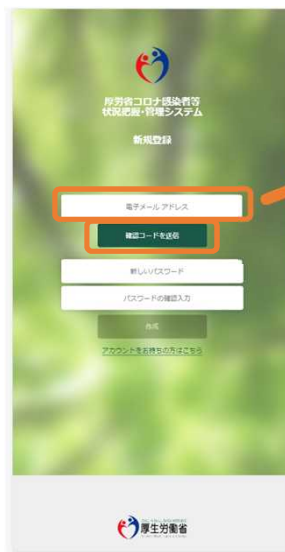 厚労省コロナ感染者等
状況把握・管理システム
新規登録
電子メール アドレス
確認コードを送信
新しいパスワード
パスワードの確認入力
作成
アカウントをお持ちの方はこちら
厚生労働省